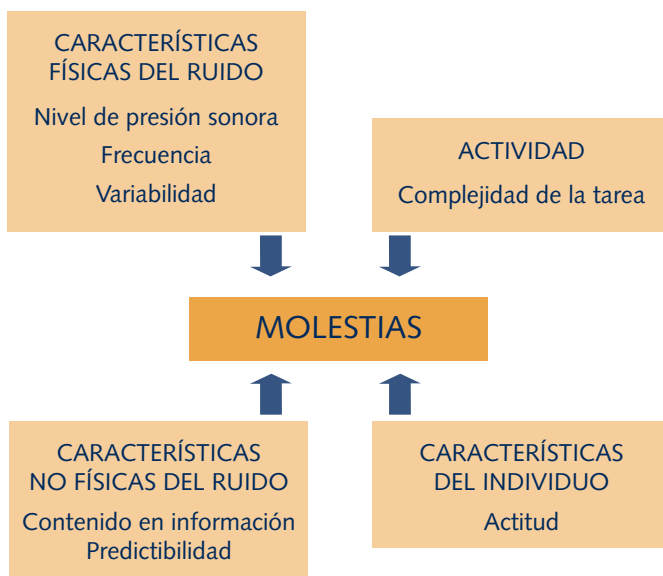 CARACTERÍSTICAS
FÍSICAS DEL RUIDO
Nivel de presión sonora
Frecuencia
Variabilidad
ACTIVIDAD
Complejidad de la tarea
MOLESTIAS
CARACTERÍSTICAS
NO FÍSICAS DEL RUIDO
Contenido en información
Predictibilidad
CARACTERÍSTICAS
DEL INDIVIDUO
Actitud